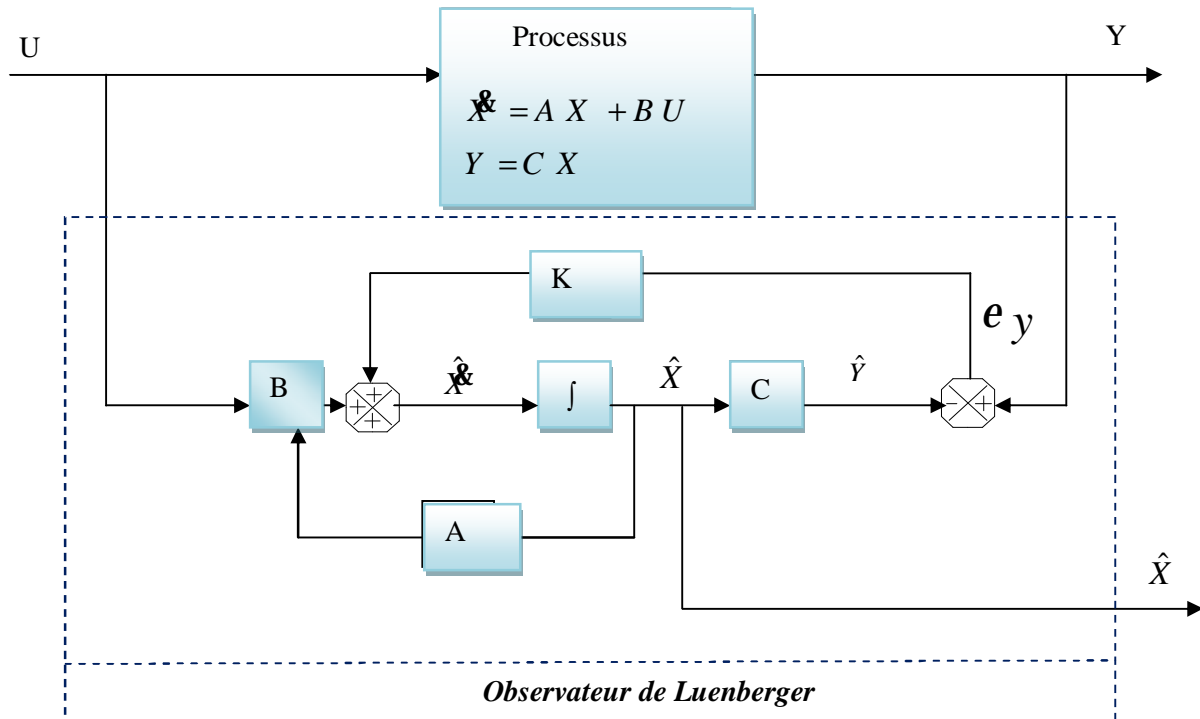 U
Processus
Y
Ẋ = A X + B U
Y = C X
K
e y
B
+
+
+
X̂&
∫
X̂
C
Ŷ
-
+
A
X̂
Observateur de Luenberger